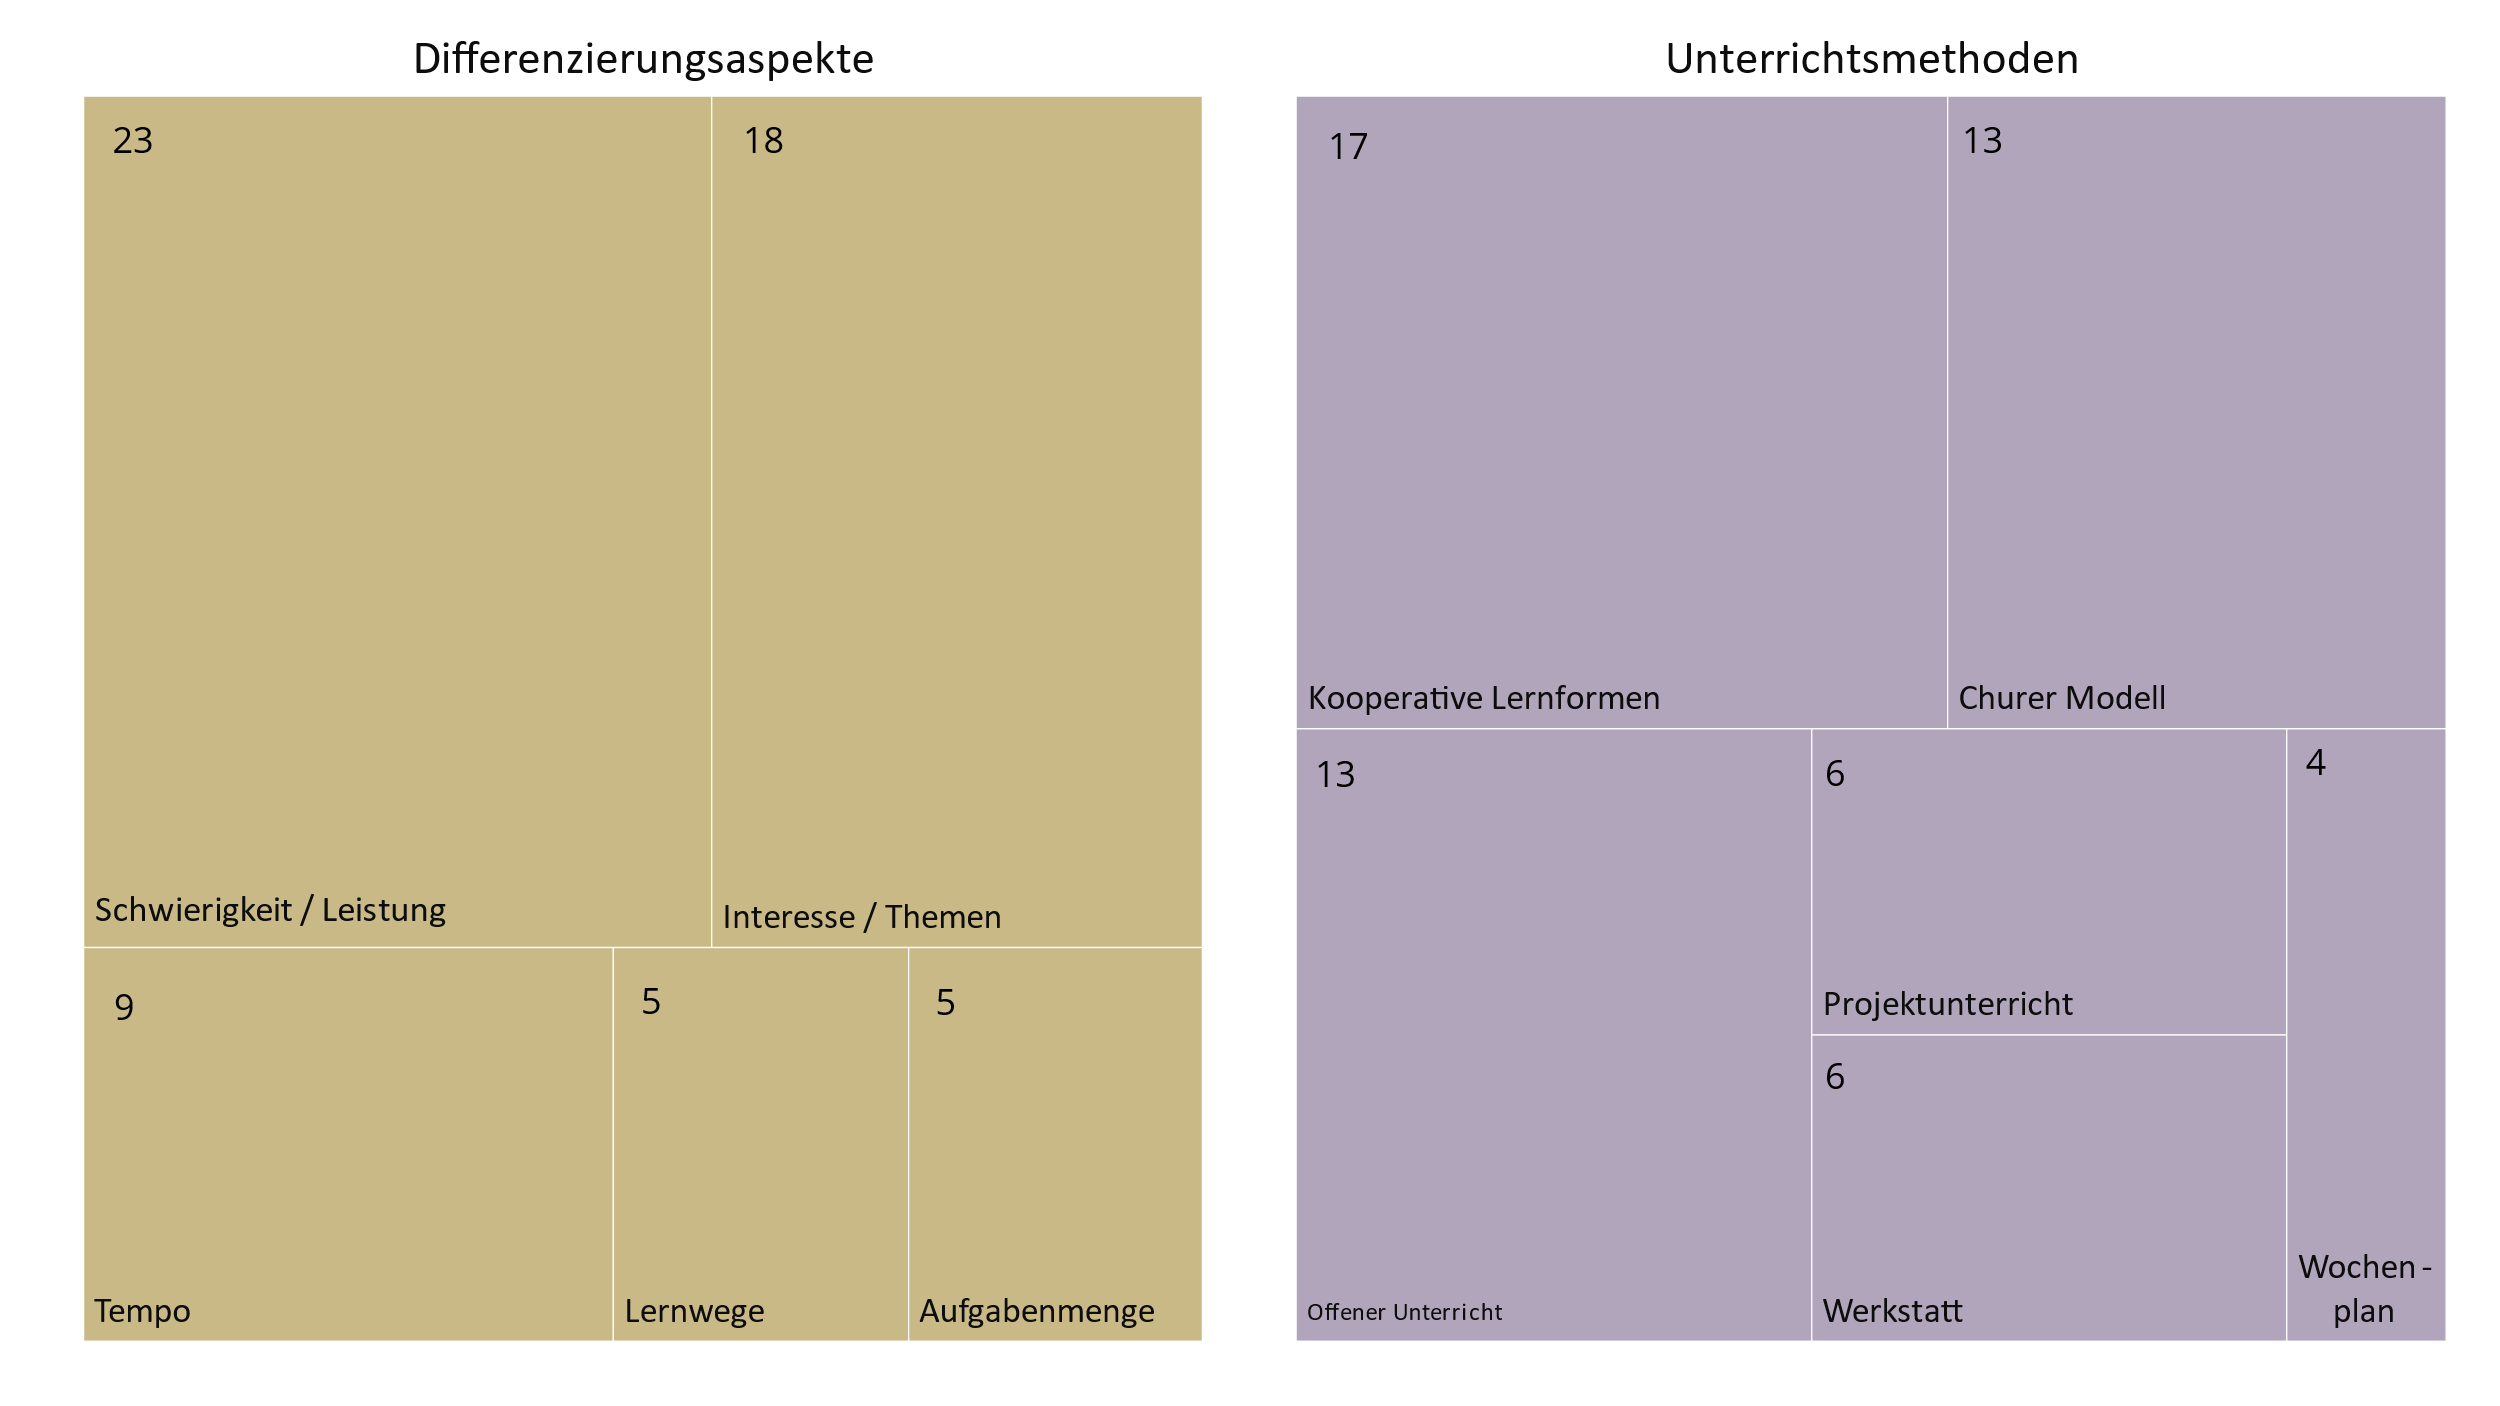 Differenzierungsaspekte
23
Schwierigkeit / Leistung
18
Interesse / Themen
9
Tempo
5
Lernwege
5
Aufgabenmenge
Unterrichtsmethoden
17
Kooperative Lernformen
13
Churer Modell
13
Offener Unterricht
6
Projektunterricht
6
Werkstatt
4
Wochen -
plan